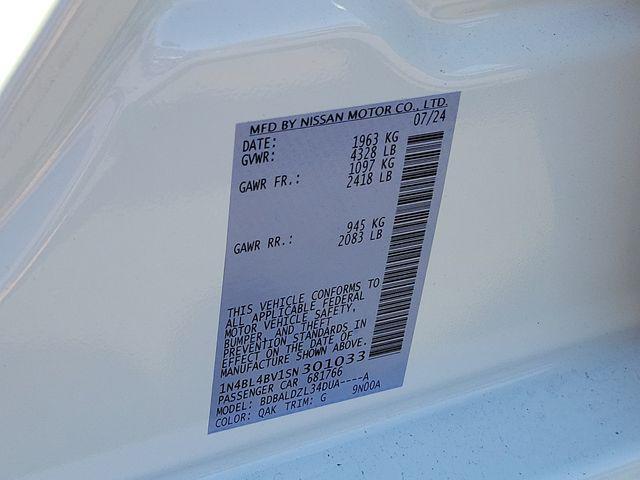 MFD BY NISSAN MOTOR CO., LTD.
DATE: 07/24
GVWR: 1963 KG
4328 LB
GAWR FR.: 1097 KG
2418 LB
GAWR RR.: 945 KG
2083 LB
THIS VEHICLE CONFORMS TO
ALL APPLICABLE FEDERAL
MOTOR VEHICLE SAFETY,
BUMPER, AND THEFT
PREVENTION STANDARDS IN
EFFECT ON THE DATE OF
MANUFACTURE SHOWN ABOVE.
1N4BL4BV1SN301033
PASSENGER CAR 681766
MODEL: BDBALDZL34DUA----A
COLOR: QAK TRIM: G 9N00A